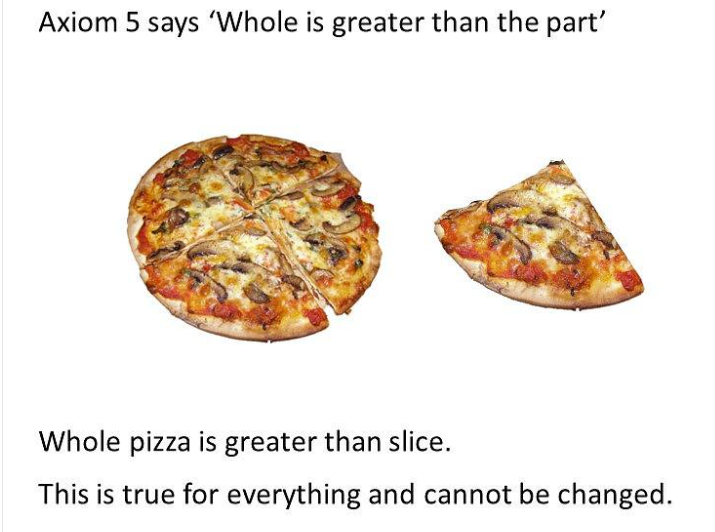 Axiom 5 says ‘Whole is greater than the part’
Whole pizza is greater than slice.
This is true for everything and cannot be changed.